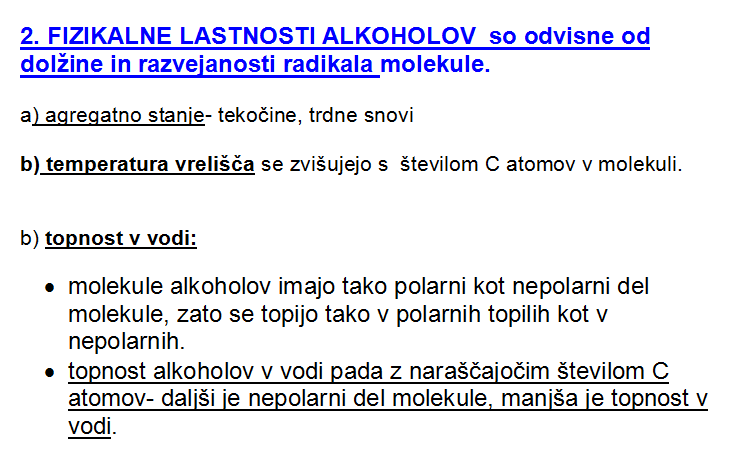 2. FIZIKALNE LASTNOSTI ALKOHOLOV  so odvisne od
dolžine in razvejanosti radikala molekule.
a) agregatno stanje- tekočine, trdne snovi
b) temperatura vrelišča se zvišujejo s  številom C atomov v molekuli.
b) topnost v vodi:
• molekule alkoholov imajo tako polarni kot nepolarni del
molekule, zato se topijo tako v polarnih topilih kot v
nepolarnih.
• topnost alkoholov v vodi pada z naraščajočim številom C
atomov- daljši je nepolarni del molekule, manjša je topnost v
vodi.